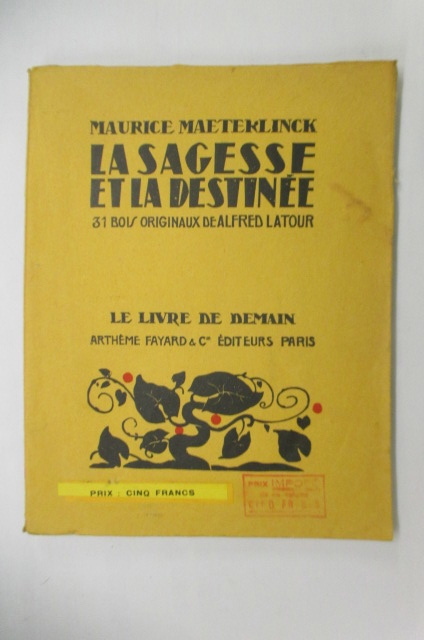 MAURICE MAETERLINCK
LA SAGESSE
ET LA DESTINÉE
31 BOIS ORIGINAUX DE ALFRED LATOUR
LE LIVRE DE DEMAIN
ARTHÈME FAYARD & Cie ÉDITEURS PARIS
PRIX : CINQ FRANCS
PRIX